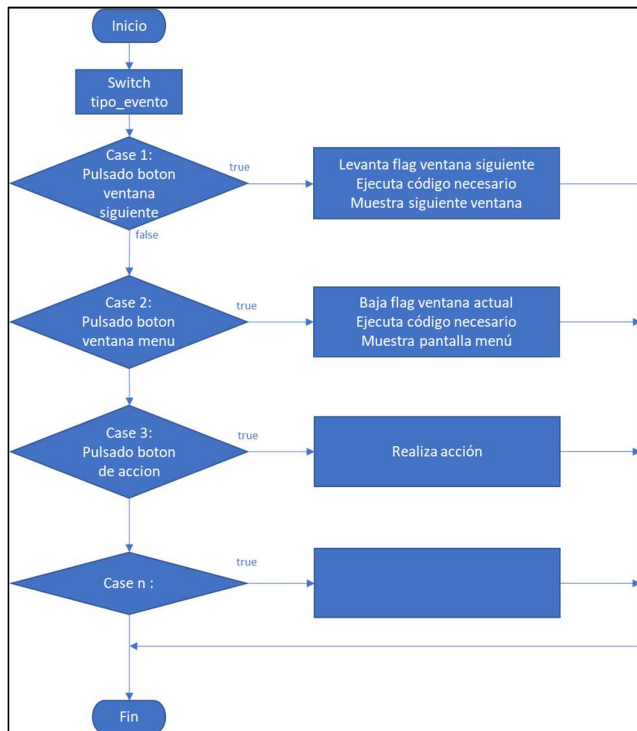 Inicio
Switch
tipo_evento
Case 1:
Pulsado boton
ventana
siguiente
true
Levanta flag ventana siguiente
Ejecuta código necesario
Muestra siguiente ventana
false
Case 2:
Pulsado boton
ventana menu
true
Baja flag ventana actual
Ejecuta código necesario
Muestra pantalla menú
Case 3:
Pulsado boton
de accion
true
Realiza acción
Case n :
true
Fin